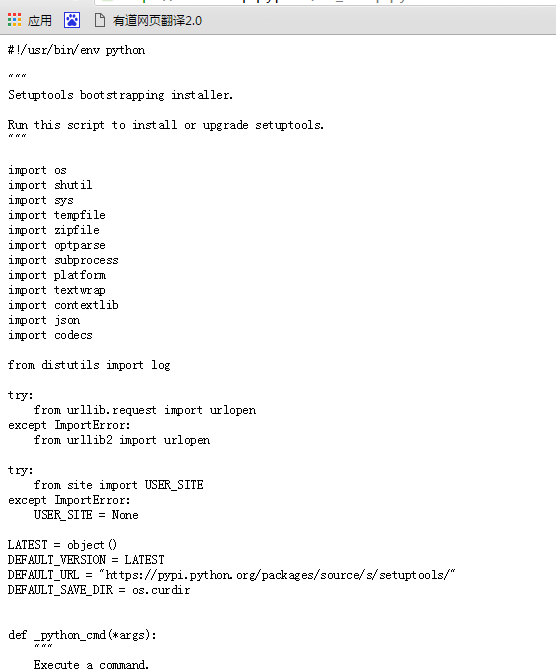 应用 有道网页翻译2.0
#!/usr/bin/env python
"""
Setuptools bootstrapping installer.
Run this script to install or upgrade setuptools.
"""
import os
import shutil
import sys
import tempfile
import zipfile
import optparse
import subprocess
import platform
import textwrap
import contextlib
import json
import codecs
from distutils import log
try:
    from urllib.request import urlopen
except ImportError:
    from urllib2 import urlopen
try:
    from site import USER_SITE
except ImportError:
    USER_SITE = None
LATEST = object()
DEFAULT_VERSION = LATEST
DEFAULT_URL = "https://pypi.python.org/packages/source/s/setuptools/"
DEFAULT_SAVE_DIR = os.curdir
def _python_cmd(*args):
    """
    Execute a command.